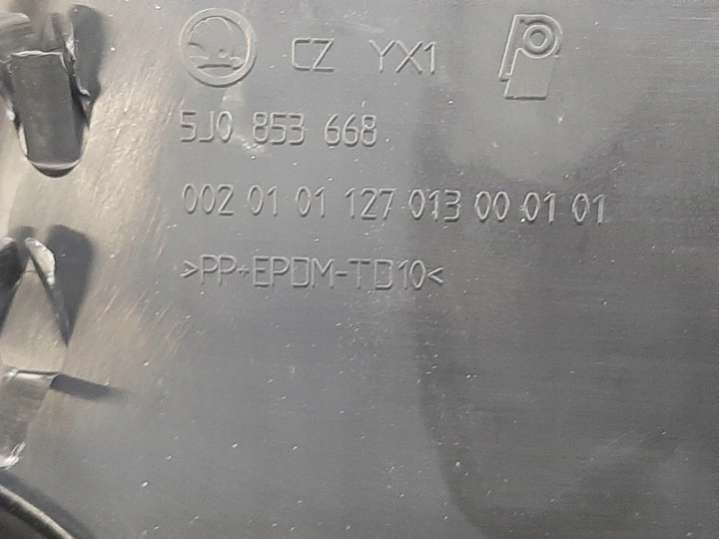 CZ YX1
5J0 853 668
002 01 01 127 013 00 01 01
>PP+EPDM-TD10<